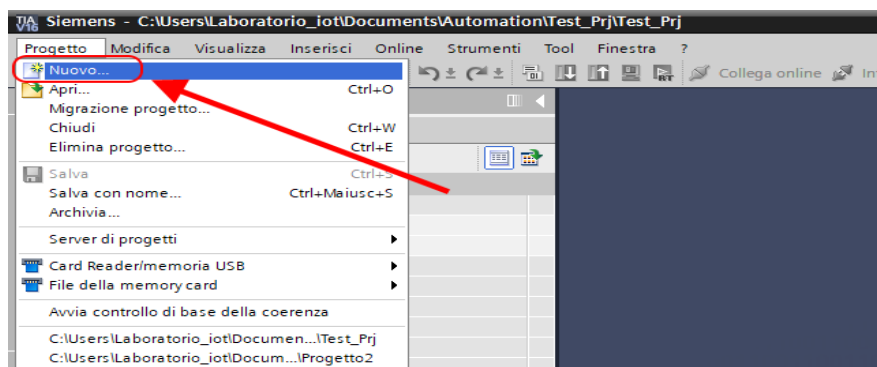 TIA V16 Siemens - C:\Users\Laboratorio_iot\Documents\Automation\Test_Prj\Test_Prj
Progetto Modifica Visualizza Inserisci Online Strumenti Tool Finestra ?
Nuovo...
Collega online
Apri... Ctrl+O
Migrazione progetto...
Chiudi Ctrl+W
Elimina progetto... Ctrl+E
Salva Ctrl+S
Salva con nome... Ctrl+Maiusc+S
Archivia...
Server di progetti
Card Reader/memoria USB
File della memory card
Avvia controllo di base della coerenza
C:\Users\Laboratorio_iot\Documen...\Test_Prj
C:\Users\Laboratorio_iot\Docum...\Progetto2